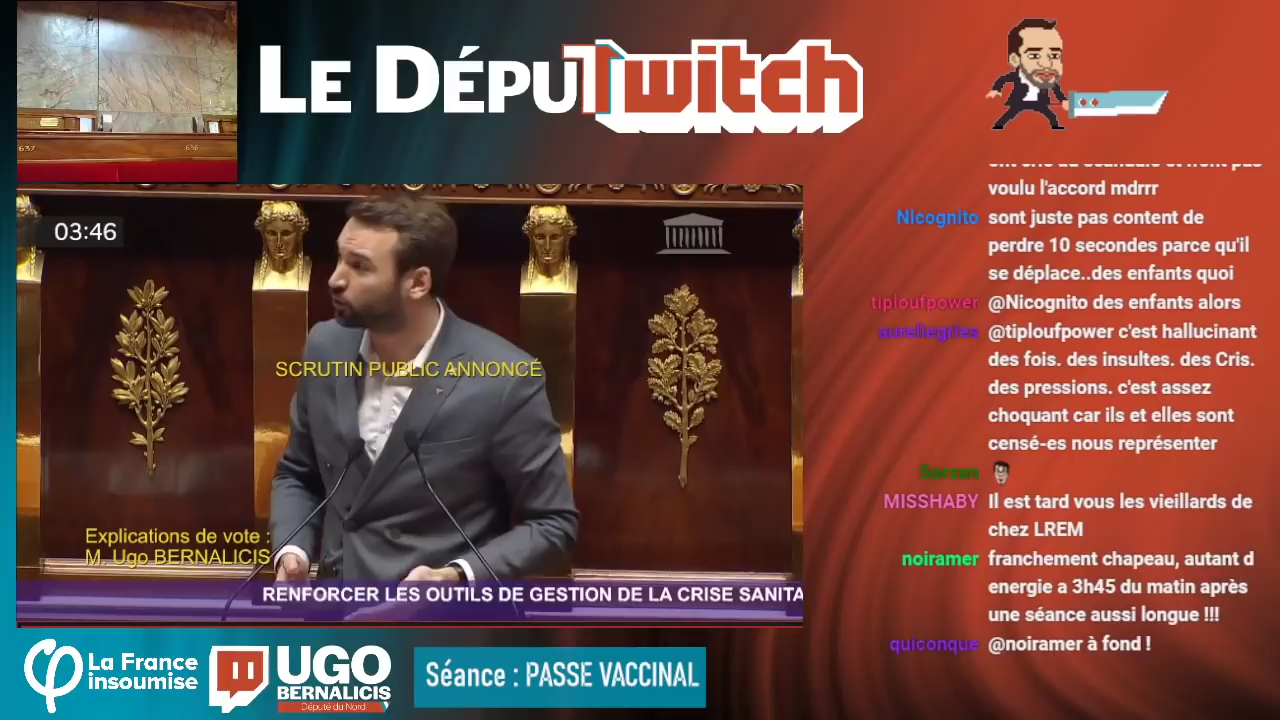 LE DÉPUTwitch
637
636
03:46
SCRUTIN PUBLIC ANNONCÉ
Explications de vote :
M. Ugo BERNALICIS
RENFORCER LES OUTILS DE GESTION DE LA CRISE SANITA
voulu l'accord mdrrr
NIcognito sont juste pas content de
perdre 10 secondes parce qu'il
se déplace..des enfants quoi
tiploufpower @Nicognito des enfants alors
aureliegries @tiploufpower c'est hallucinant
des fois. des insultes. des Cris.
des pressions. c'est assez
choquant car ils et elles sont
censé-es nous représenter
Sorzen
MISSHABY Il est tard vous les vieillards de
chez LREM
noiramer franchement chapeau, autant d
energie a 3h45 du matin après
une séance aussi longue !!!
quiconque @noiramer à fond !
La France
insoumise
UGO
BERNALICIS
Député du Nord
Séance : PASSE VACCINAL